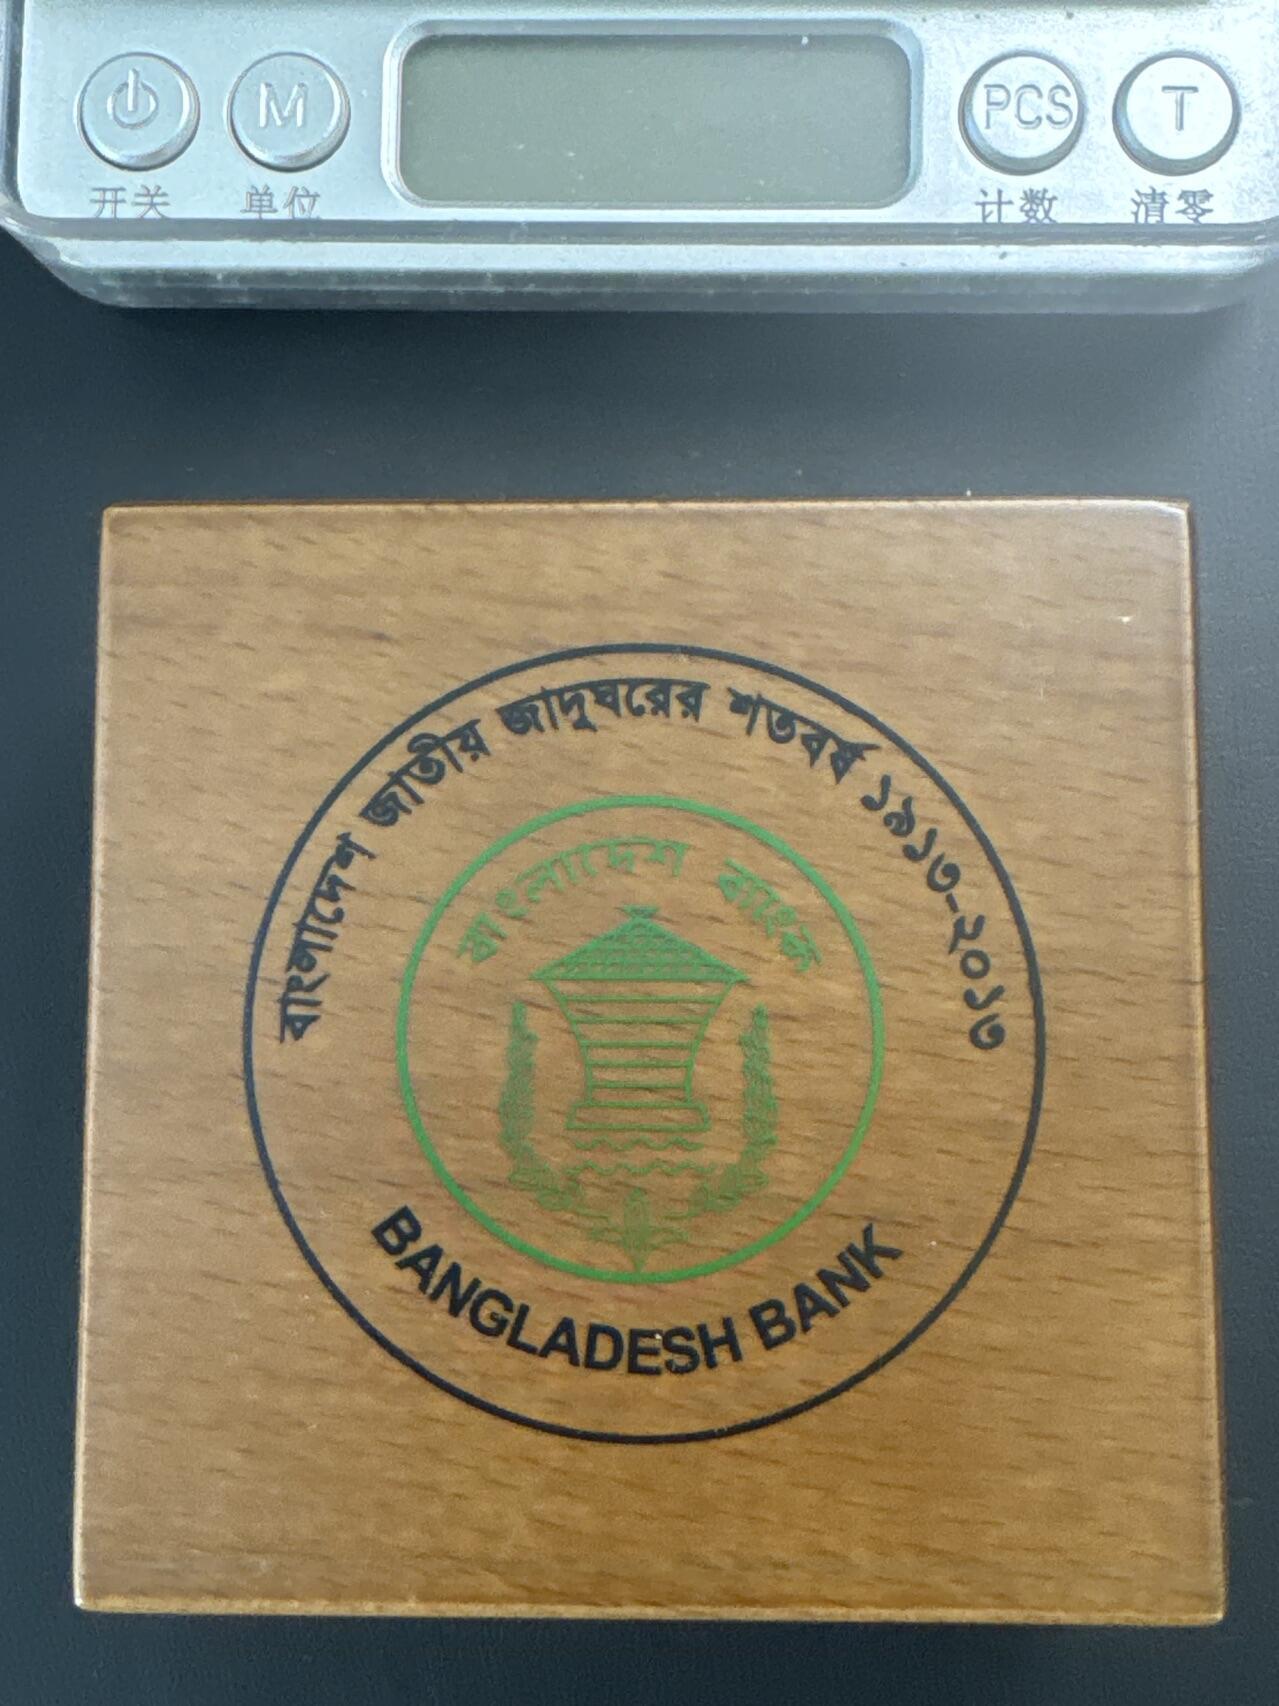 M
PCS
T
开关
单位
计数
清零
বাংলাদেশ জাতীয় জাদুঘরের শতবর্ষ ১৯১৩-২০১৩
বাংলাদেশ ব্যাংক
BANGLADESH BANK